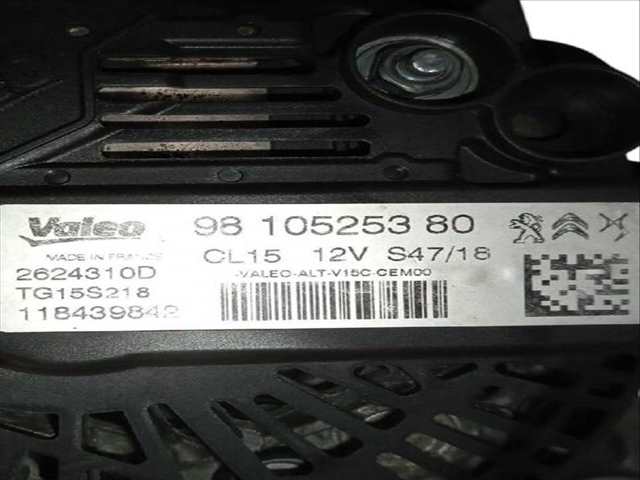 Valeo
98 105253 80
MADE IN FRANCE
CL15 12V S47/18
2624310D
-VALEO-ALT-V15C-CEM00
TG15S218
118439842